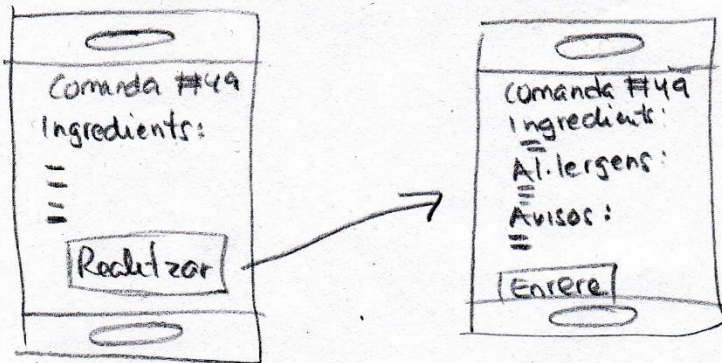 Comanda #49
Ingredients:
Realitzar
Comanda #49
Ingredients:
Al·lergens:
Avisos:
Enrere